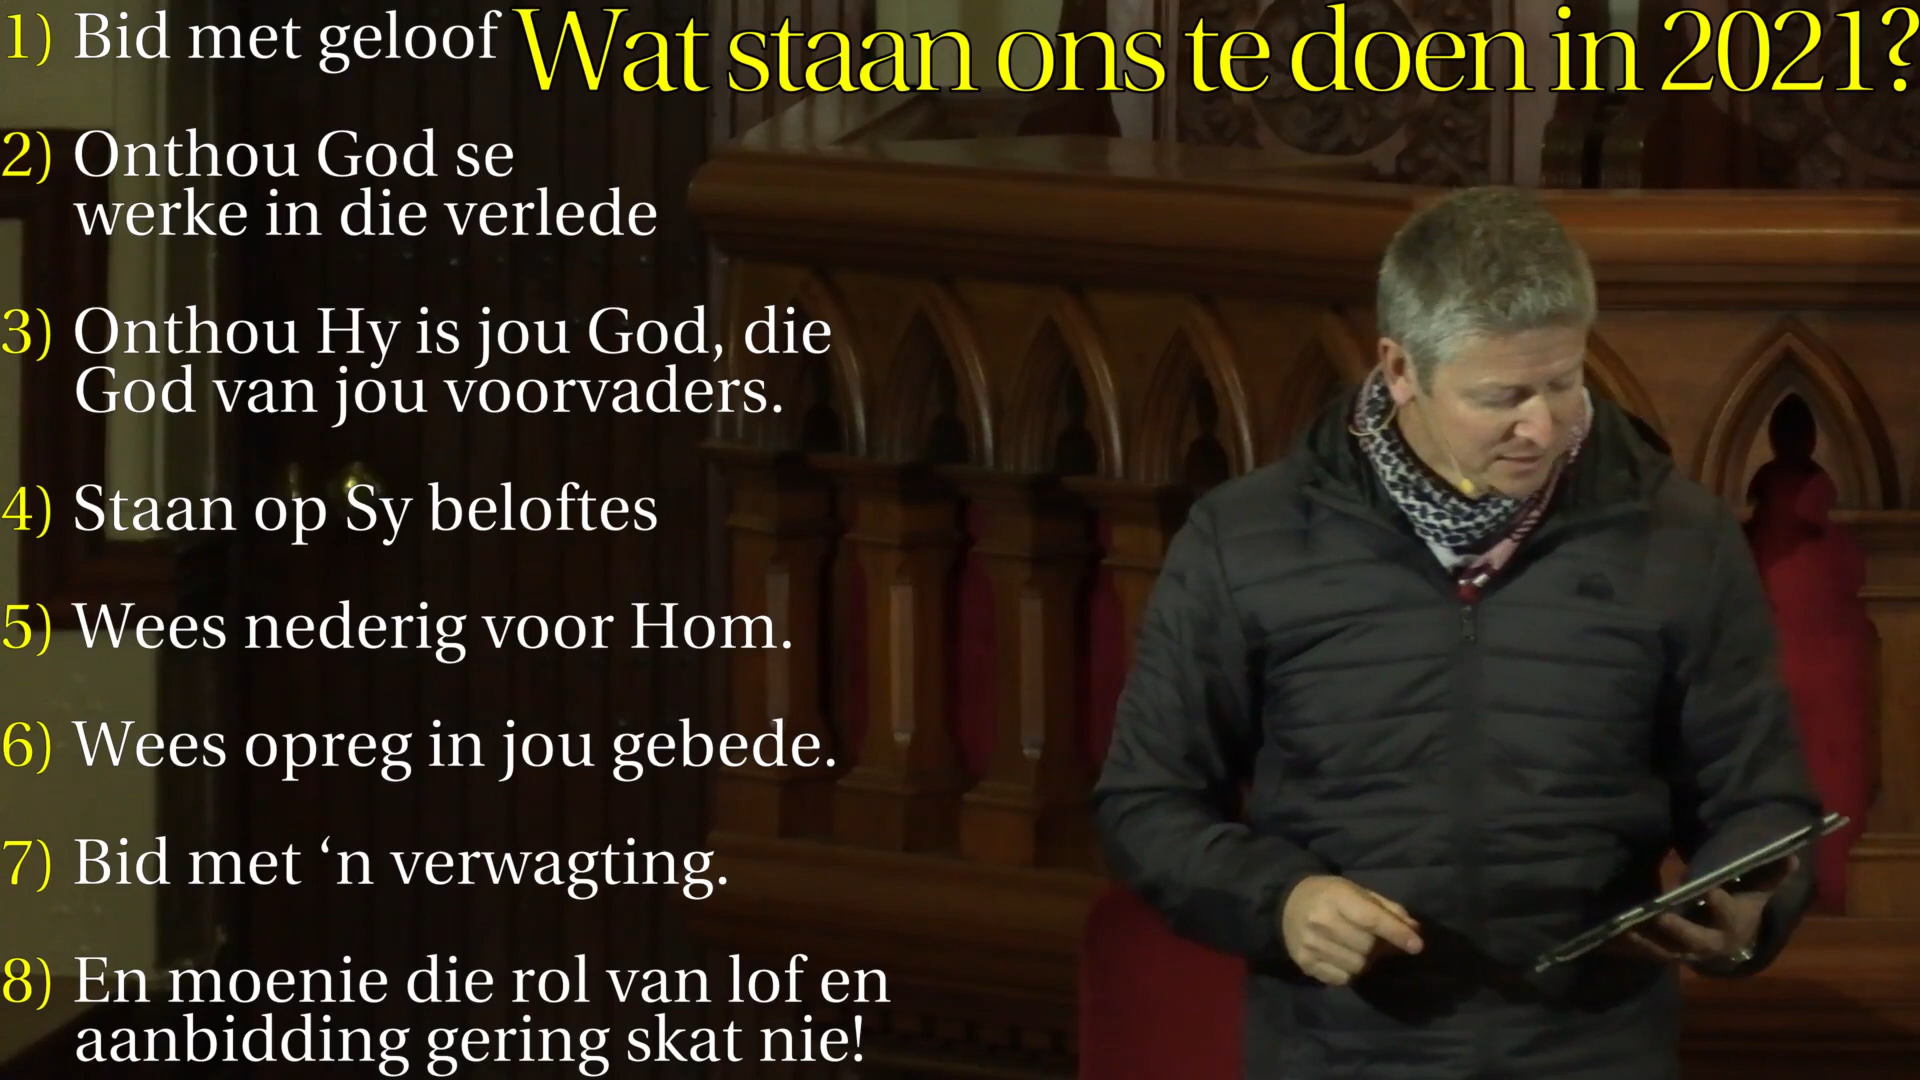 Wat staan ons te doen in 2021?
1) Bid met geloof
2) Onthou God se
werke in die verlede
3) Onthou Hy is jou God, die
God van jou voorvaders.
4) Staan op Sy beloftes
5) Wees nederig voor Hom.
6) Wees opreg in jou gebede.
7) Bid met ‘n verwagting.
8) En moenie die rol van lof en
aanbidding gering skat nie!